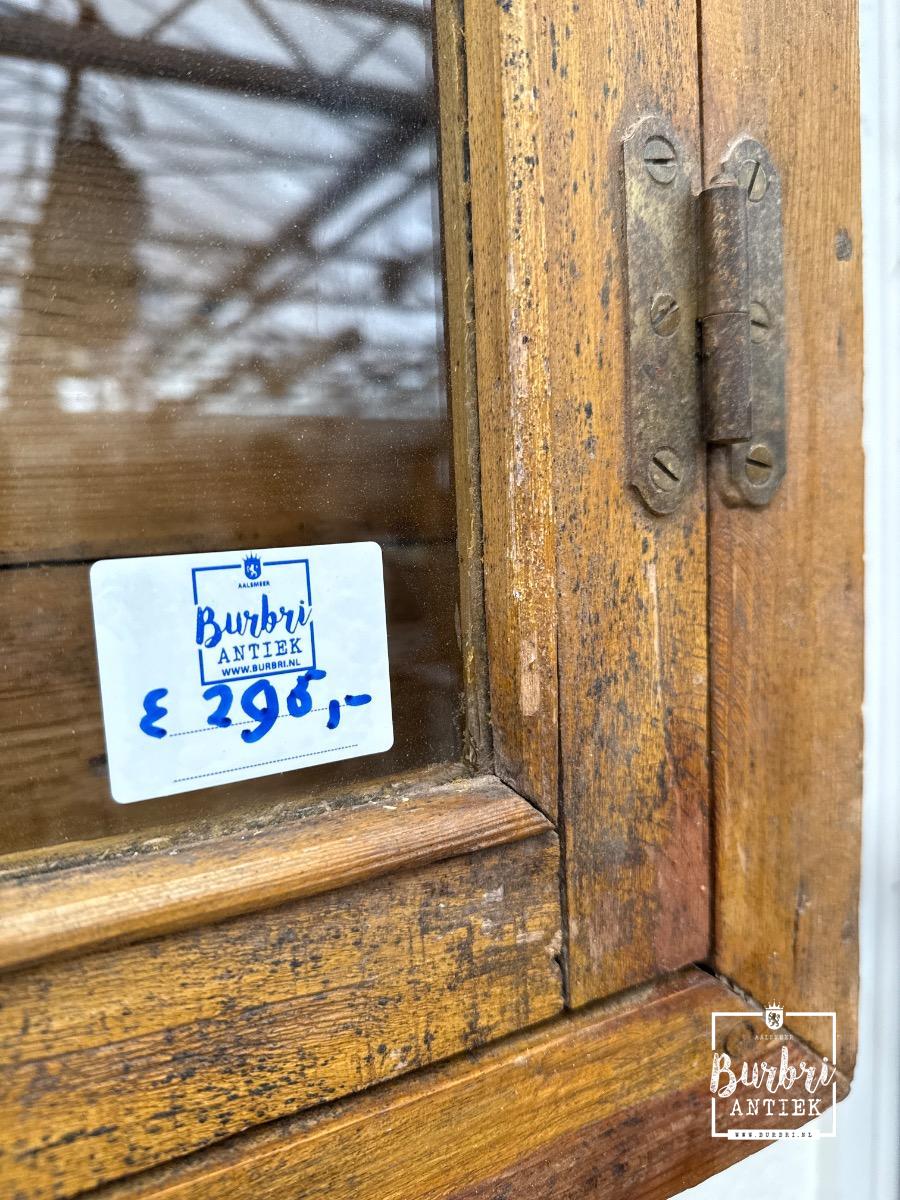 AALSMEER
Burbri
ANTIEK
WWW.BURBRI.NL
€ 295,-
AALSMEER
Burbri
ANTIEK
WWW.BURBRI.NL